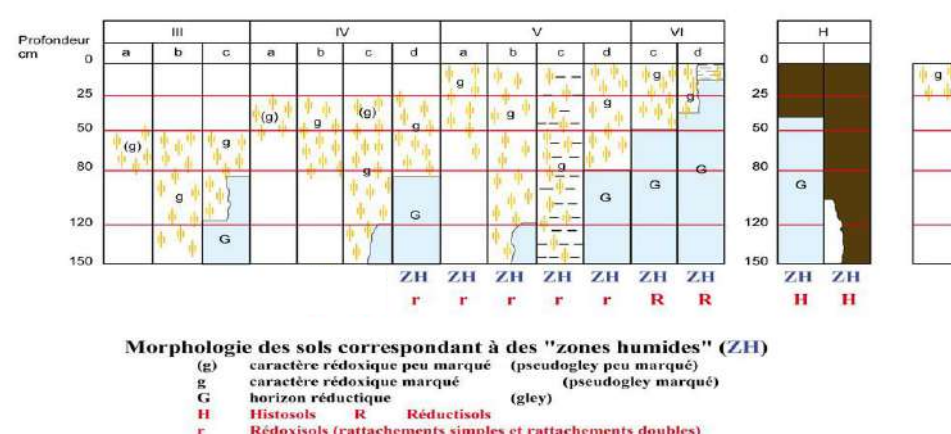 III IV V VI H
Profondeur
cm
a b c a b c d a b c d c d
0 0
g g g g
25 25
(g) (g) g g g
50 50
(g) g g
80 80
g g g G G G G
120 G G 120
150 150
ZH ZH ZH ZH ZH ZH ZH ZH ZH
r r r r r R R H H
Morphologie des sols correspondant à des "zones humides" (ZH)
(g) caractère rédoxique peu marqué (pseudogley peu marqué)
g caractère rédoxique marqué (pseudogley marqué)
G horizon réductique (gley)
H Histosols R Réductisols
r Rédoxisols (rattachements simples et rattachements doubles)